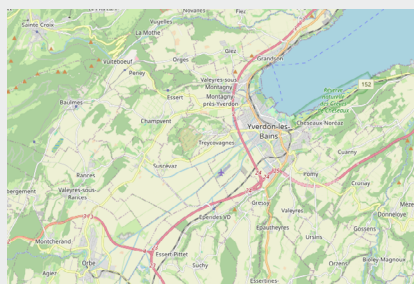 Novalles
Fiez
Sainte Croix
Vugelles
La Mothe
Giez
Grandson
Vuiteboeuf
Orges
Peney
Valeyres-sous-
Montagny
Essert
Montagny
près-Yverdon
Baulmes
152
Champvent
Yverdon-les-
Bains
Cheseaux-Noréaz
Treycovagnes
Cuarny
Suscévaz
Rances
Pomy
Cronay
Valeyres-sous-
Rances
Gressy
Donneloye
Ependes VD
Valeyres
Montcherand
Epautheyres
Gossens
Ursins
Essert-Pittet
Orbe
Suchy
Orzens
Bioley-Magnoux
Agiez
Essertines